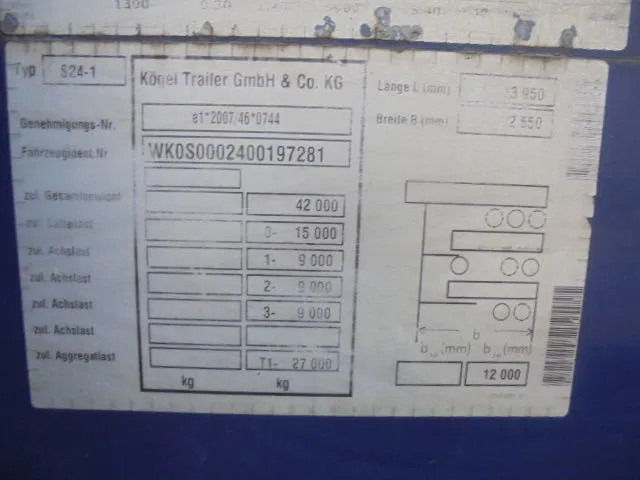 1300
Typ S24-1
Kögel Trailer GmbH & Co. KG
Länge L (mm) 13 950
Genehmigungs-Nr. e1*2007/46*0744
Breite B (mm) 2 550
Fahrzeugident.Nr WK0S0002400197281
zul. Gesamtgewicht 42 000
zul. Sattellast 0- 15 000
zul. Achslast 1- 9 000
zul. Achslast 2- 9 000
zul. Achslast 3- 9 000
zul. Achslast
zul. Aggregatlast T1- 27 000
kg kg
b
(mm) (mm)
12 000